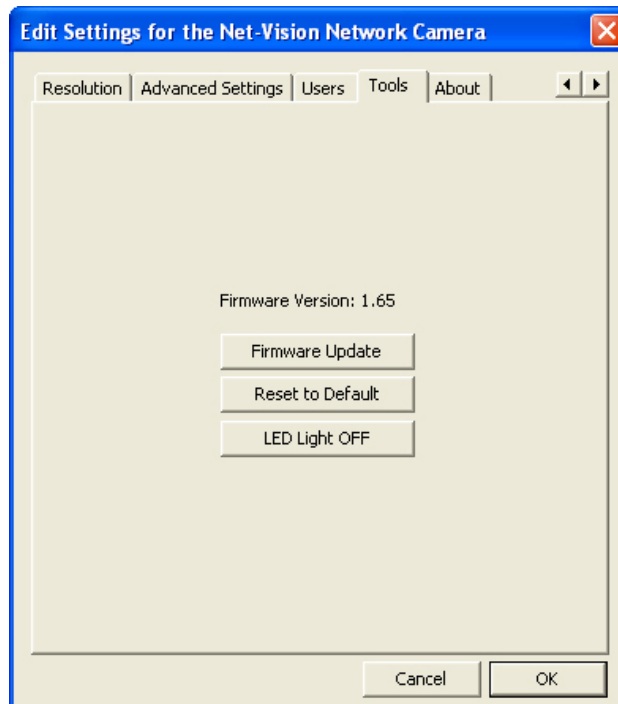 Edit Settings for the Net-Vision Network Camera
Resolution Advanced Settings Users Tools About
Firmware Version: 1.65
Firmware Update
Reset to Default
LED Light OFF
Cancel OK